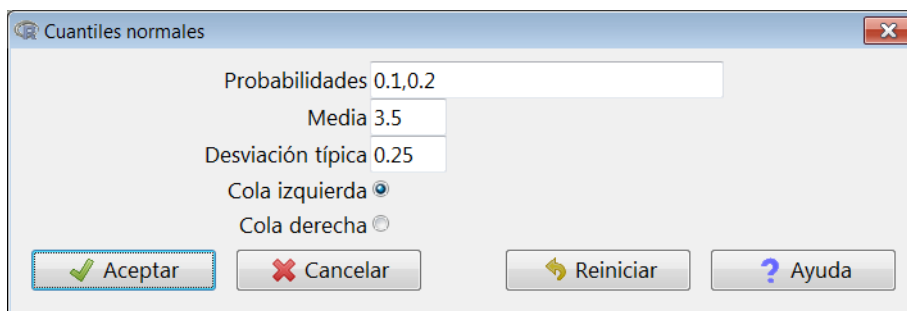 Cuantiles normales
Probabilidades 0.1,0.2
Media 3.5
Desviación típica 0.25
Cola izquierda
Cola derecha
Aceptar Cancelar Reiniciar Ayuda